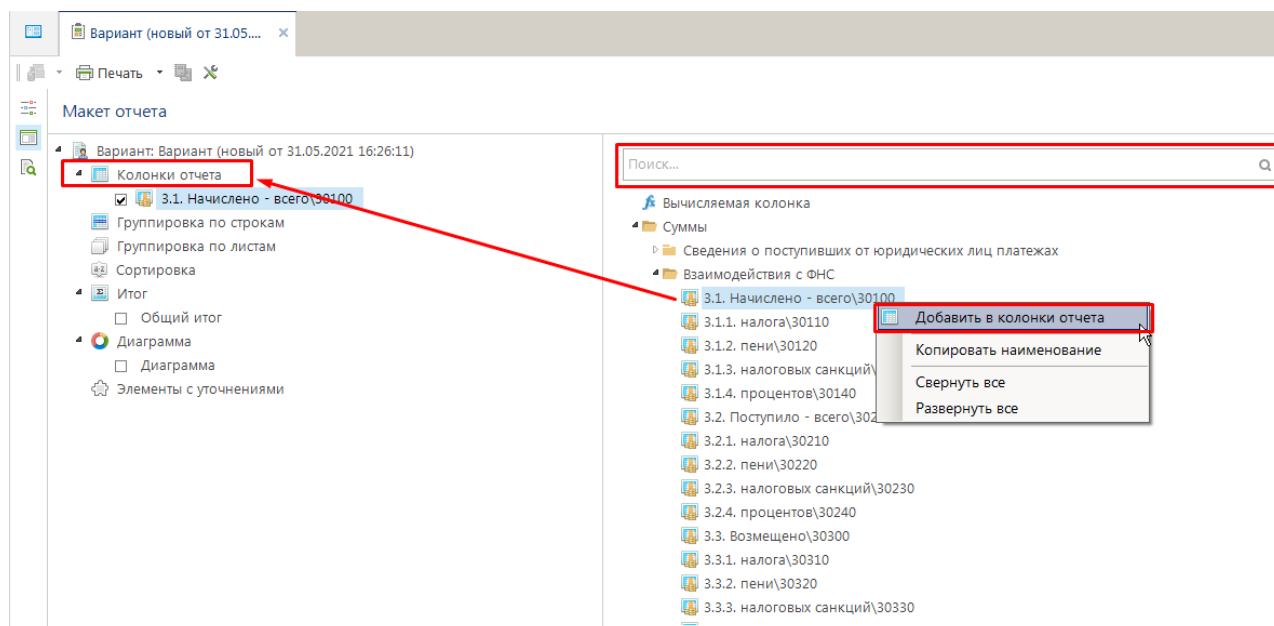 Вариант (новый от 31.05....
Печать
Макет отчета
Вариант: Вариант (новый от 31.05.2021 16:26:11)
Колонки отчета
3.1. Начислено - всего\30100
Группировка по строкам
Группировка по листам
Сортировка
Итог
Общий итог
Диаграмма
Диаграмма
Элементы с уточнениями
Поиск...
Вычисляемая колонка
Суммы
Сведения о поступивших от юридических лиц платежах
Взаимодействия с ФНС
3.1. Начислено - всего\30100
3.1.1. налога\30110
3.1.2. пени\30120
3.1.3. налоговых санкций\
3.1.4. процентов\30140
3.2. Поступило - всего\302
3.2.1. налога\30210
3.2.2. пени\30220
3.2.3. налоговых санкций\30230
3.2.4. процентов\30240
3.3. Возмещено\30300
3.3.1. налога\30310
3.3.2. пени\30320
3.3.3. налоговых санкций\30330
Добавить в колонки отчета
Копировать наименование
Свернуть все
Развернуть все